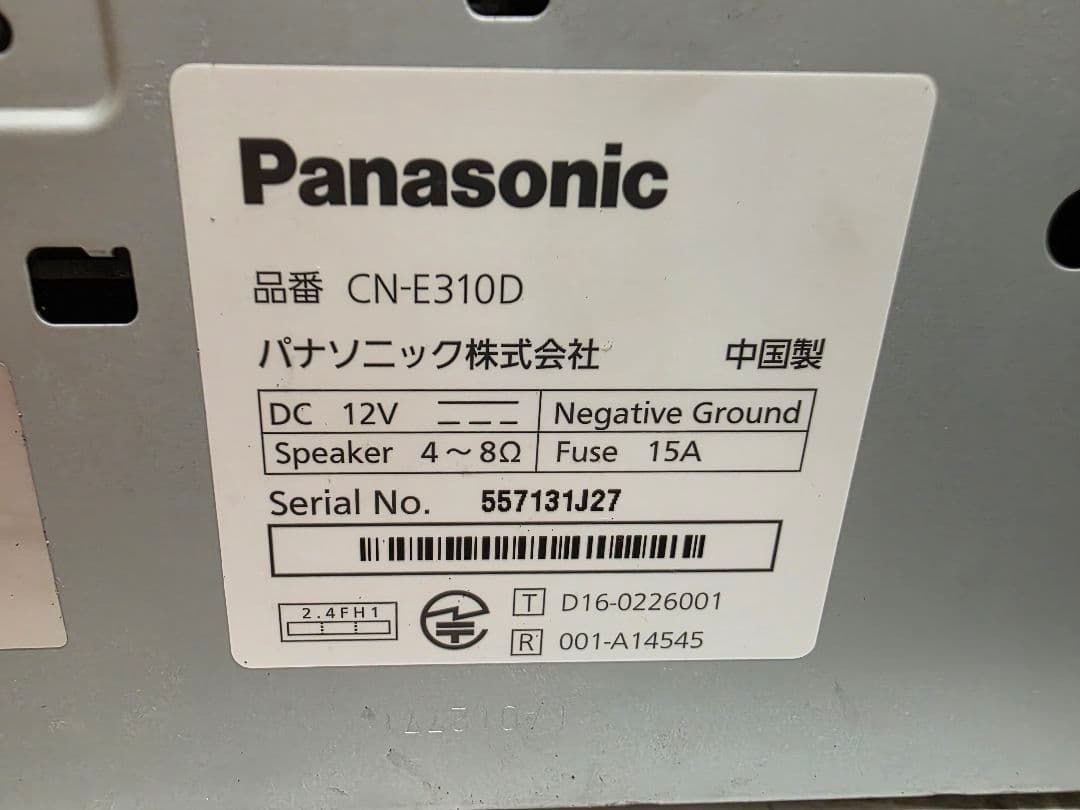 Panasonic
品番 CN-E310D
パナソニック株式会社 中国製
DC 12V Negative Ground
Speaker 4～8Ω Fuse 15A
Serial No. 557131J27
2.4FH1
T D16-0226001
R 001-A14545